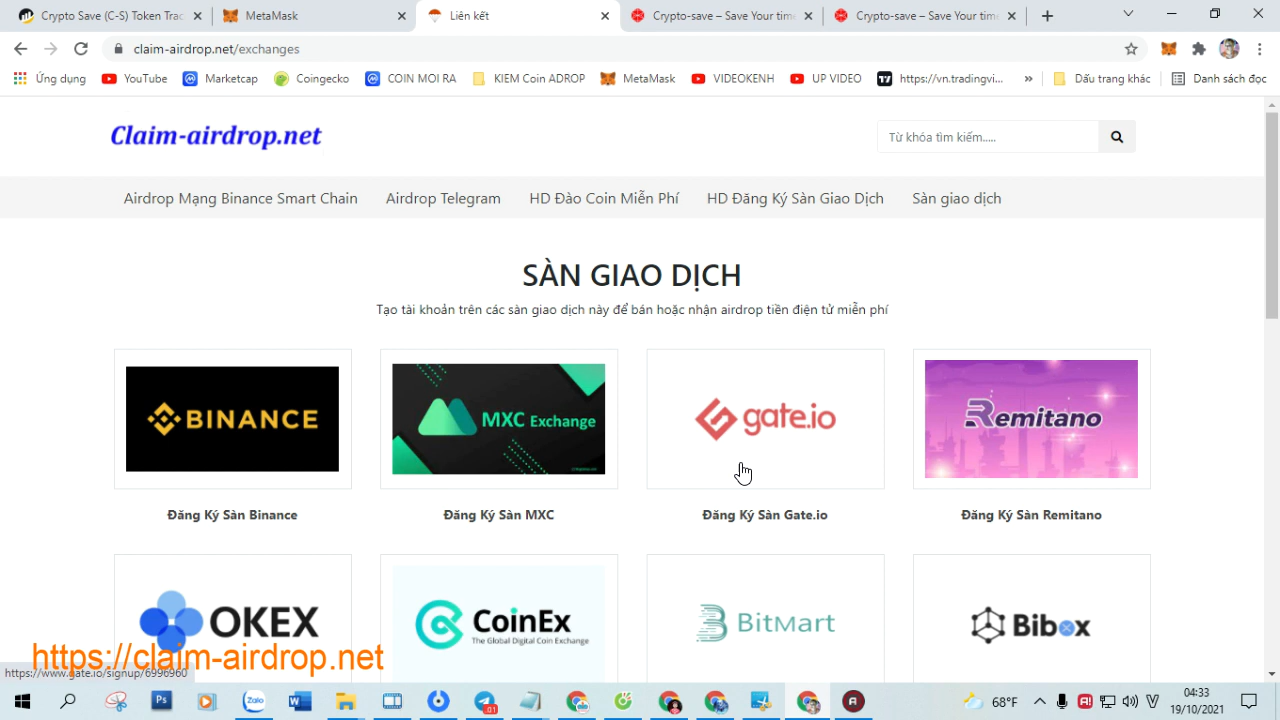 Crypto Save (C-S) Token Trac
MetaMask
Liên kết
Crypto-save – Save Your time
Crypto-save – Save Your time
claim-airdrop.net/exchanges
Ứng dụng
YouTube
Marketcap
Coingecko
COIN MOI RA
KIEM Coin ADROP
MetaMask
VIDEOKENH
UP VIDEO
https://vn.tradingvi...
»
Dấu trang khác
Danh sách đọc
Claim-airdrop.net
Từ khóa tìm kiếm.....
Airdrop Mạng Binance Smart Chain
Airdrop Telegram
HD Đào Coin Miễn Phí
HD Đăng Ký Sàn Giao Dịch
Sàn giao dịch
SÀN GIAO DỊCH
Tạo tài khoản trên các sàn giao dịch này để bán hoặc nhận airdrop tiền điện tử miễn phí
BINANCE
MXC Exchange
gate.io
Remitano
Đăng Ký Sàn Binance
Đăng Ký Sàn MXC
Đăng Ký Sàn Gate.io
Đăng Ký Sàn Remitano
OKEX
CoinEx
The Global Digital Coin Exchange
BitMart
Bibox
https://claim-airdrop.net
https://www.gate.io/signup/6996960
Ps
Zalo
01
68°F
04:33
19/10/2021